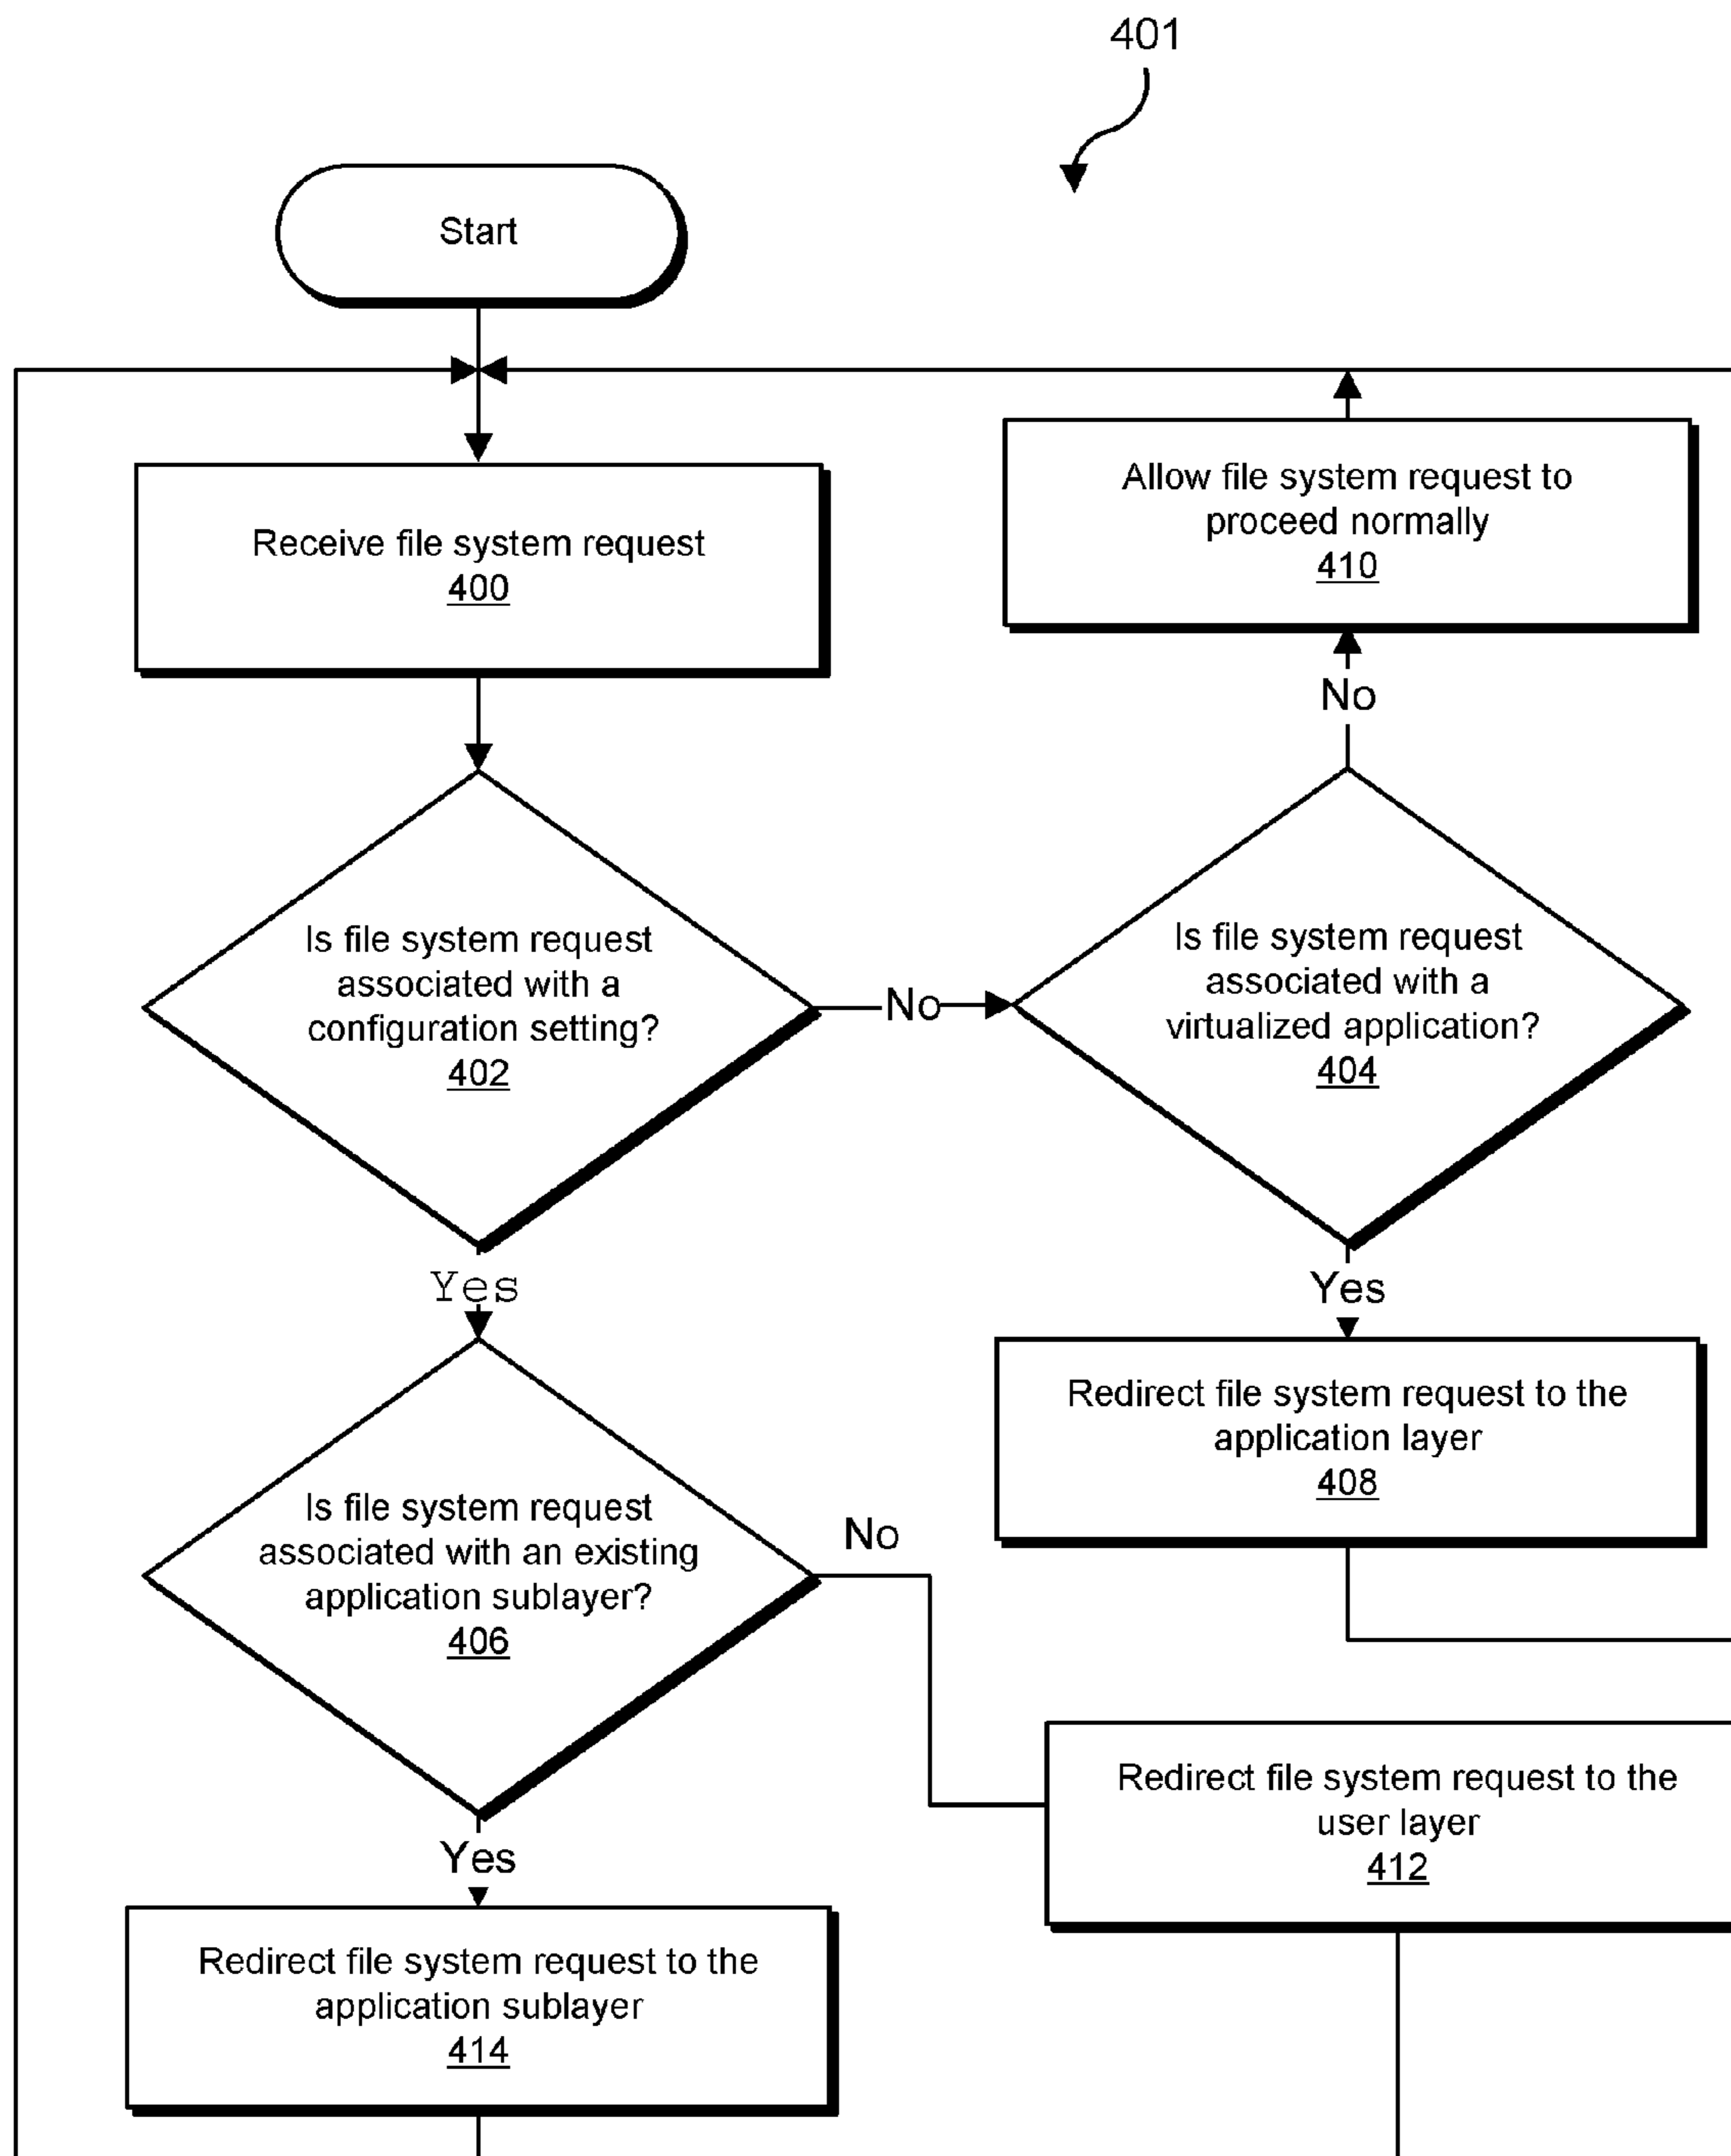 401
Start
Receive file system request
400
Allow file system request to
proceed normally
410
No
Is file system request
associated with a
configuration setting?
402
No
Is file system request
associated with a
virtualized application?
404
Yes
Yes
Redirect file system request to the
application layer
408
Is file system request
associated with an existing
application sublayer?
406
No
Redirect file system request to the
user layer
412
Yes
Redirect file system request to the
application sublayer
414